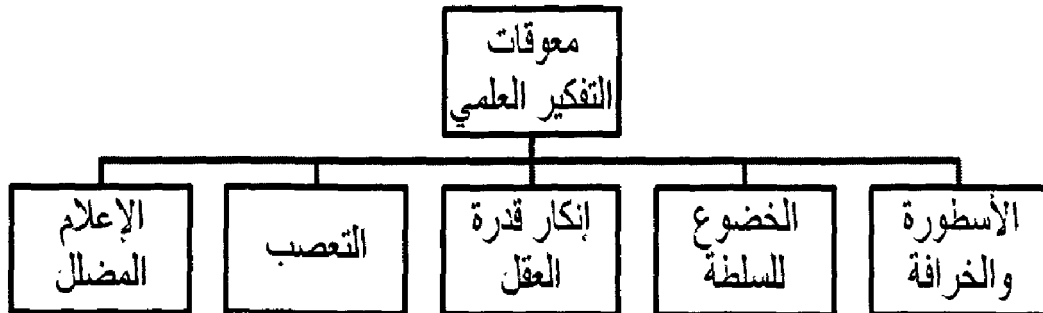 معوقات
التفكير العلمي
الأسطورة
والخرافة
الخضوع
للسلطة
إنكار قدرة
العقل
التعصب
الإعلام
المضلل